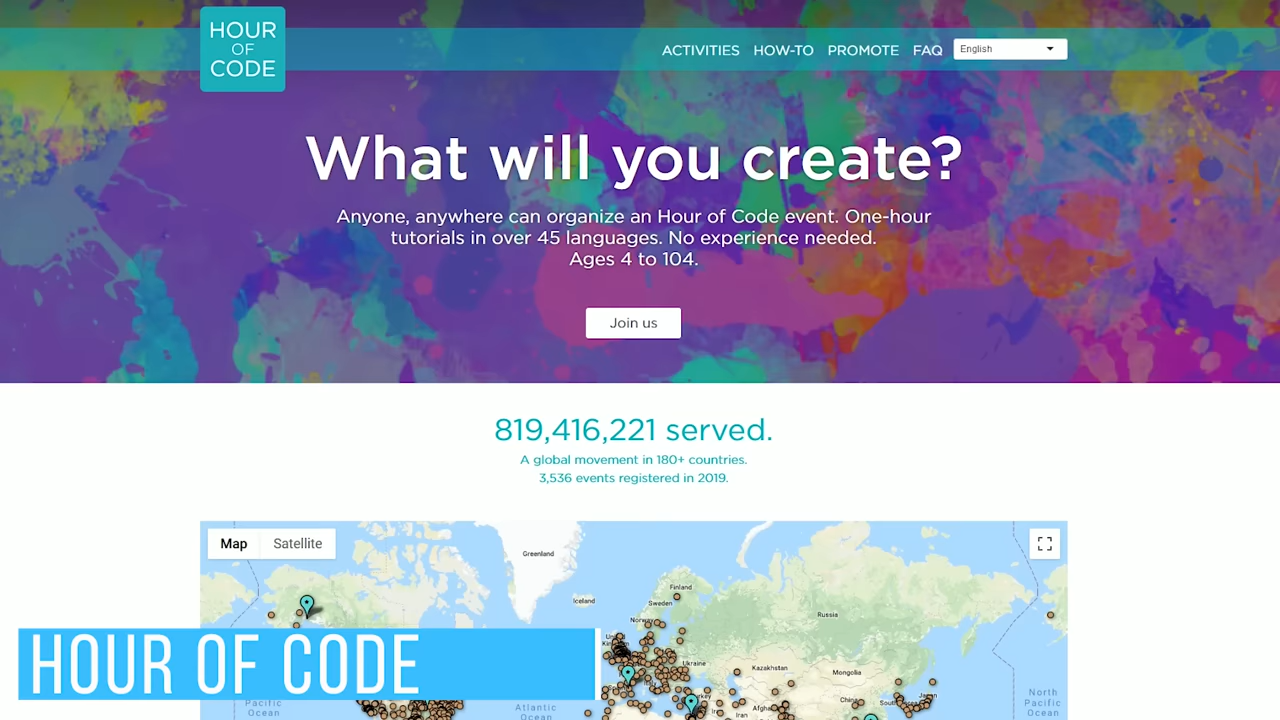 HOUR
OF
CODE
ACTIVITIES HOW-TO PROMOTE FAQ English
What will you create?
Anyone, anywhere can organize an Hour of Code event. One-hour
tutorials in over 45 languages. No experience needed.
Ages 4 to 104.
Join us
819,416,221 served.
A global movement in 180+ countries.
3,536 events registered in 2019.
Map Satellite
Greenland
Iceland
Finland
Sweden
Norway
Russia
Ukraine
Kazakhstan
Mongolia
Japan
Iran
HOUR OF CODE
Pacific
Ocean
Atlantic
Ocean
North
Pacific
Ocean